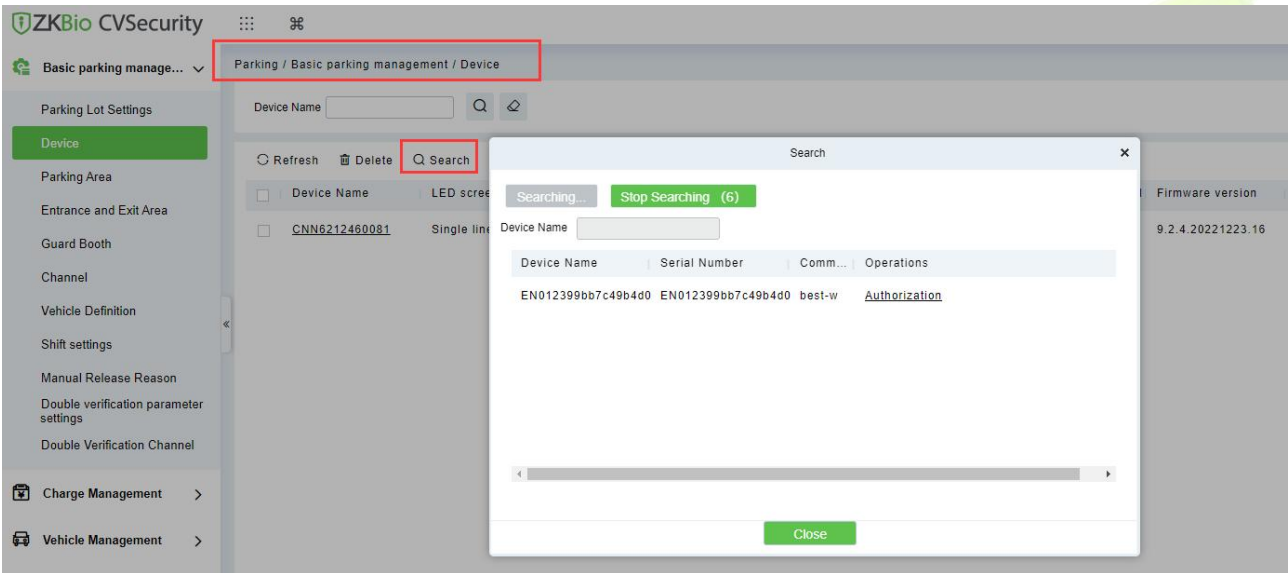 ZKBio CVSecurity
Basic parking manage...
Parking Lot Settings
Device
Parking Area
Entrance and Exit Area
Guard Booth
Channel
Vehicle Definition
Shift settings
Manual Release Reason
Double verification parameter
settings
Double Verification Channel
Charge Management
Vehicle Management
Parking / Basic parking management / Device
Device Name
Refresh Delete Search
Device Name LED scree Firmware version
CNN6212460081 Single line 9.2.4.20221223.16
Search
Searching... Stop Searching (6)
Device Name
Device Name Serial Number Comm... Operations
EN012399bb7c49b4d0 EN012399bb7c49b4d0 best-w Authorization
Close